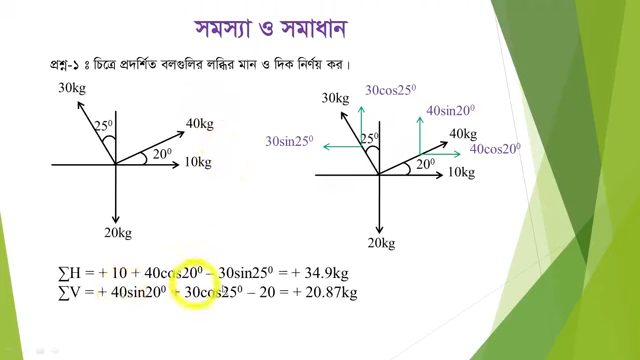 সমস্যা ও সমাধান
প্রশ্ন-১ : চিত্রে প্রদর্শিত বলগুলির লব্ধির মান ও দিক নির্ণয় কর।
30kg
25⁰
40kg
20⁰
10kg
20kg
30cos25⁰
30kg
40sin20⁰
30sin25⁰
25⁰
40kg
40cos20⁰
20⁰
10kg
20kg
∑H = + 10 + 40cos20⁰ – 30sin25⁰ = + 34.9kg
∑V = + 40sin20⁰ + 30cos25⁰ – 20 = + 20.87kg